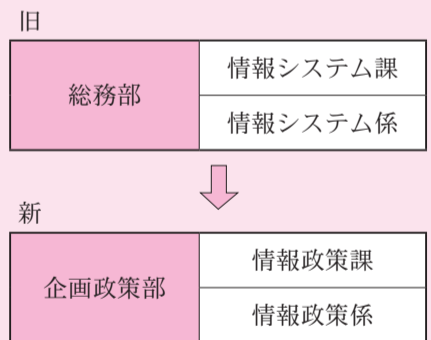 旧
総務部
情報システム課
情報システム係
新
企画政策部
情報政策課
情報政策係